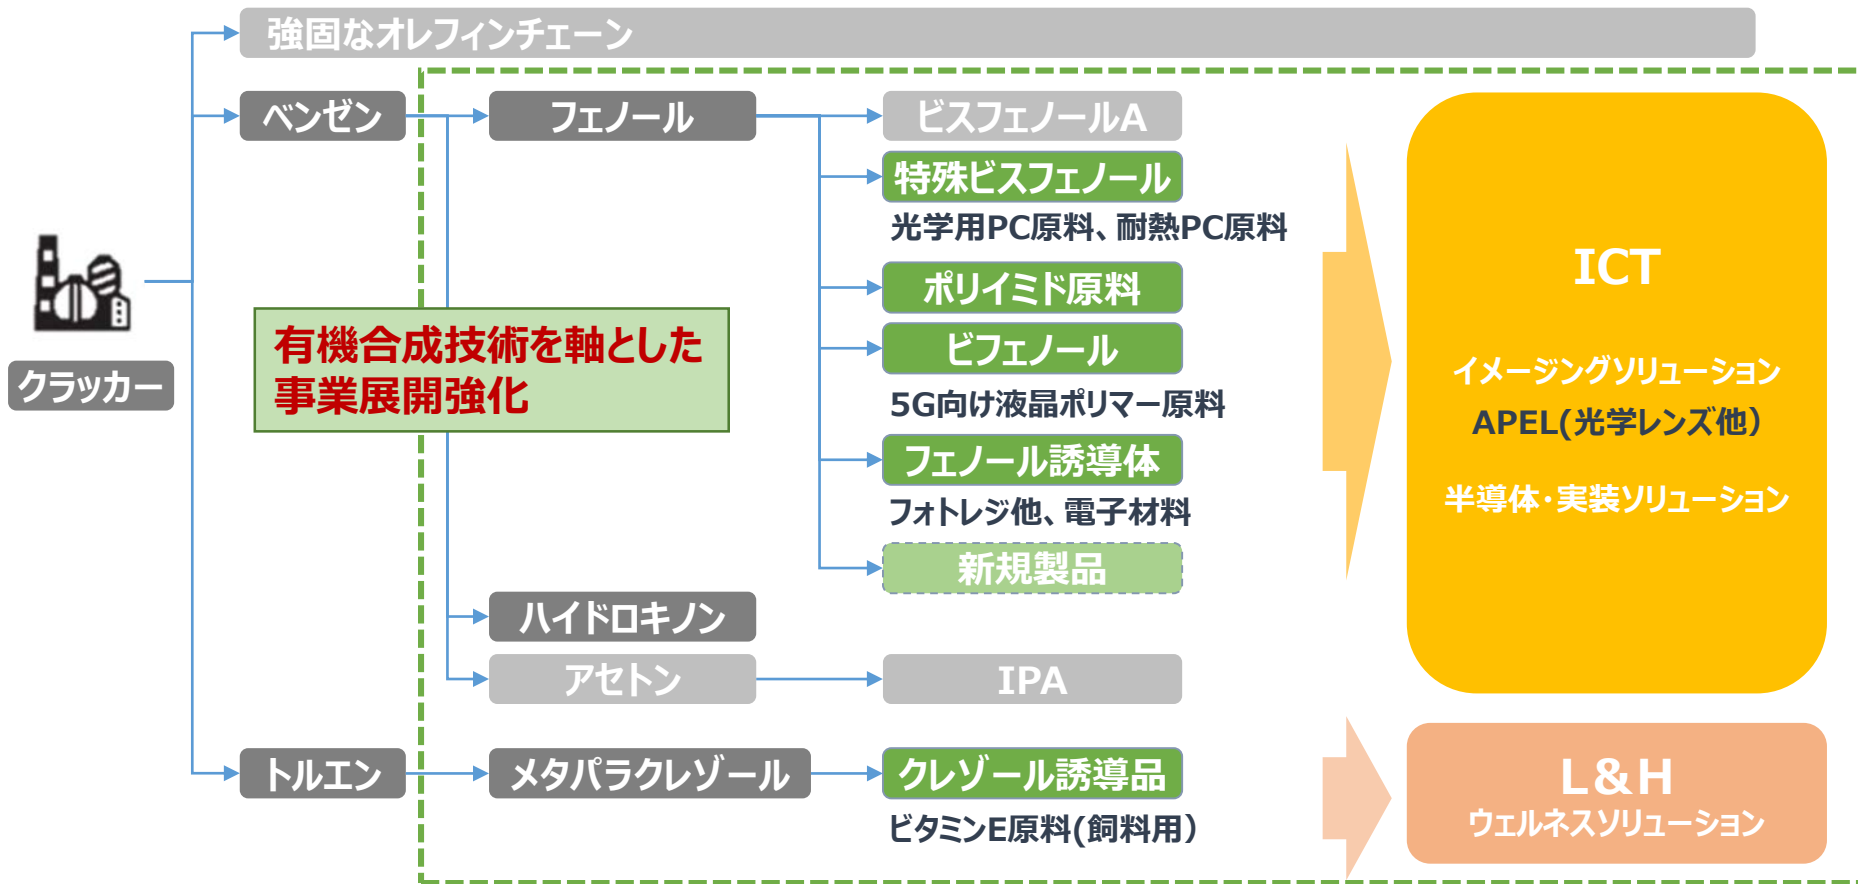 強固なオレフィンチェーン
ベンゼン
フェノール
ビスフェノールA
特殊ビスフェノール
光学用PC原料、耐熱PC原料
ポリイミド原料
ビフェノール
5G向け液晶ポリマー原料
フェノール誘導体
フォトレジ他、電子材料
新規製品
クラッカー
有機合成技術を軸とした
事業展開強化
ハイドロキノン
アセトン
IPA
トルエン
メタパラクレゾール
クレゾール誘導品
ビタミンE原料(飼料用）
ICT
イメージングソリューション
APEL(光学レンズ他）
半導体・実装ソリューション
L&H
ウェルネスソリューション